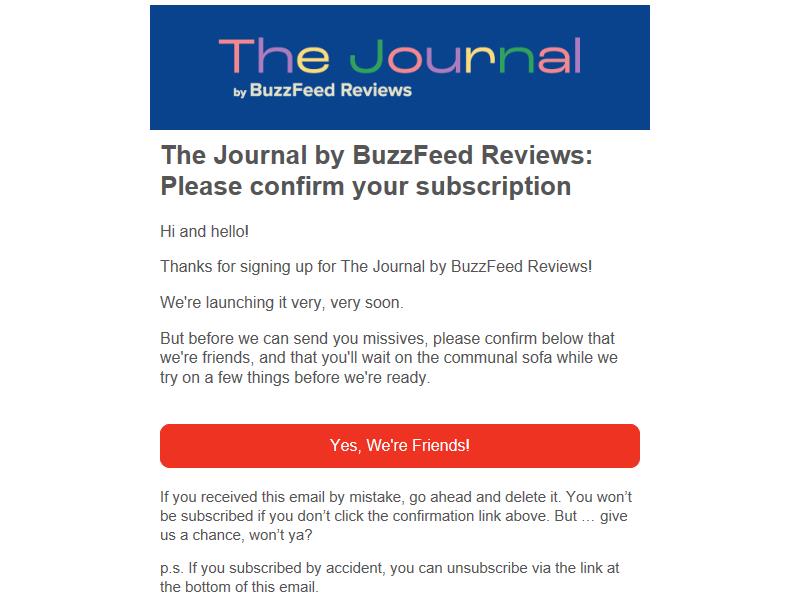 The Journal
by BuzzFeed Reviews
The Journal by BuzzFeed Reviews:
Please confirm your subscription
Hi and hello!
Thanks for signing up for The Journal by BuzzFeed Reviews!
We're launching it very, very soon.
But before we can send you missives, please confirm below that
we're friends, and that you'll wait on the communal sofa while we
try on a few things before we're ready.
Yes, We're Friends!
If you received this email by mistake, go ahead and delete it. You won’t
be subscribed if you don’t click the confirmation link above. But … give
us a chance, won’t ya?
p.s. If you subscribed by accident, you can unsubscribe via the link at
the bottom of this email.